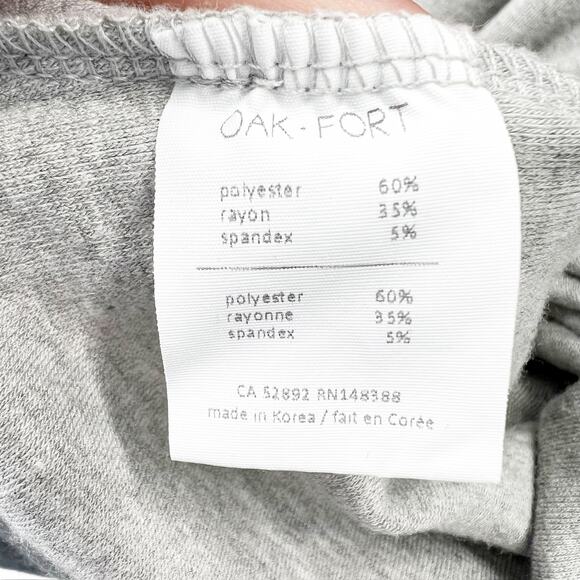 OAK + FORT
polyester 60%
rayon 35%
spandex 5%
polyester 60%
rayonne 35%
spandex 5%
CA 52892 RN148388
made in Korea / fait en Corée